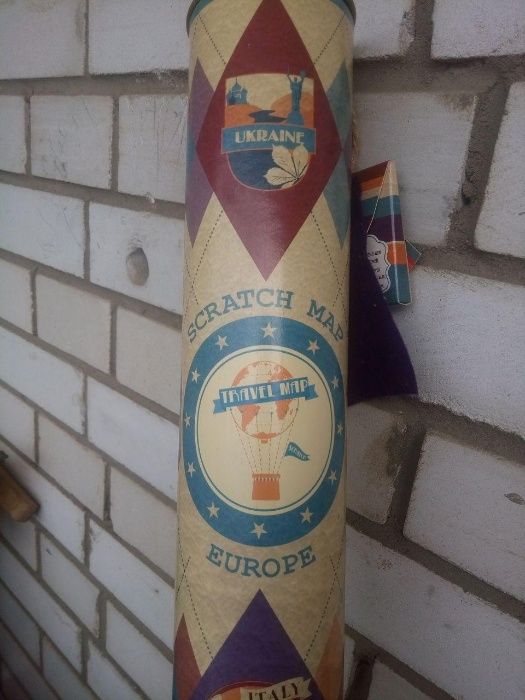 UKRAINE
SCRATCH MAP
TRAVEL MAP
EUROPE
ITALY